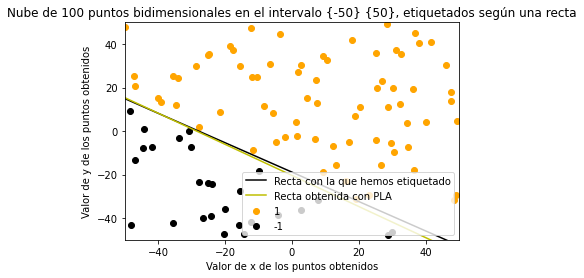 Nube de 100 puntos bidimensionales en el intervalo {-50} {50}, etiquetados según una recta
Valor de y de los puntos obtenidos
40
20
0
−20
−40
Recta con la que hemos etiquetado
Recta obtenida con PLA
1
-1
−40 −20 0 20 40
Valor de x de los puntos obtenidos